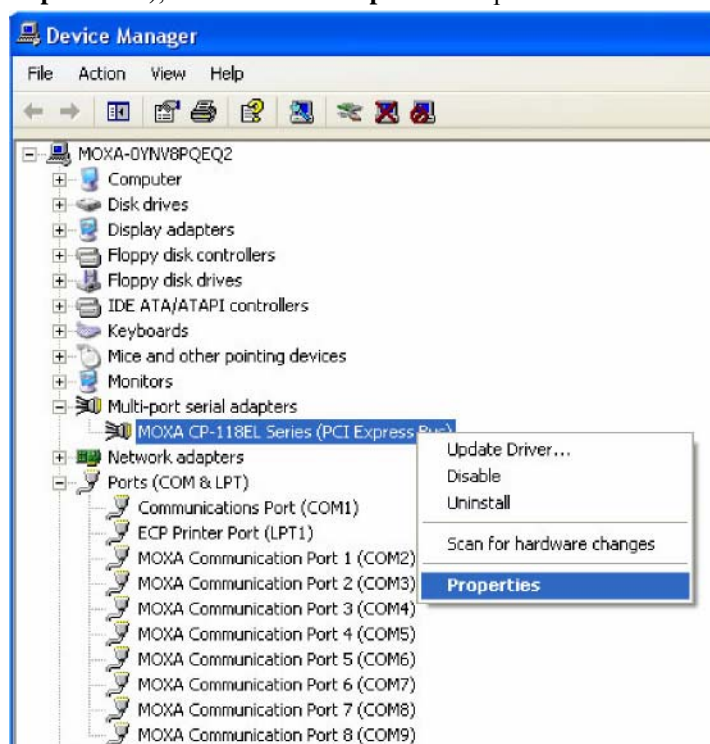 Device Manager
File Action View Help
MOXA-0YNV8PQEQ2
Computer
Disk drives
Display adapters
Floppy disk controllers
Floppy disk drives
IDE ATA/ATAPI controllers
Keyboards
Mice and other pointing devices
Monitors
Multi-port serial adapters
MOXA CP-118EL Series (PCI Express Bus)
Network adapters
Ports (COM & LPT)
Communications Port (COM1)
ECP Printer Port (LPT1)
MOXA Communication Port 1 (COM2)
MOXA Communication Port 2 (COM3)
MOXA Communication Port 3 (COM4)
MOXA Communication Port 4 (COM5)
MOXA Communication Port 5 (COM6)
MOXA Communication Port 6 (COM7)
MOXA Communication Port 7 (COM8)
MOXA Communication Port 8 (COM9)
Update Driver...
Disable
Uninstall
Scan for hardware changes
Properties